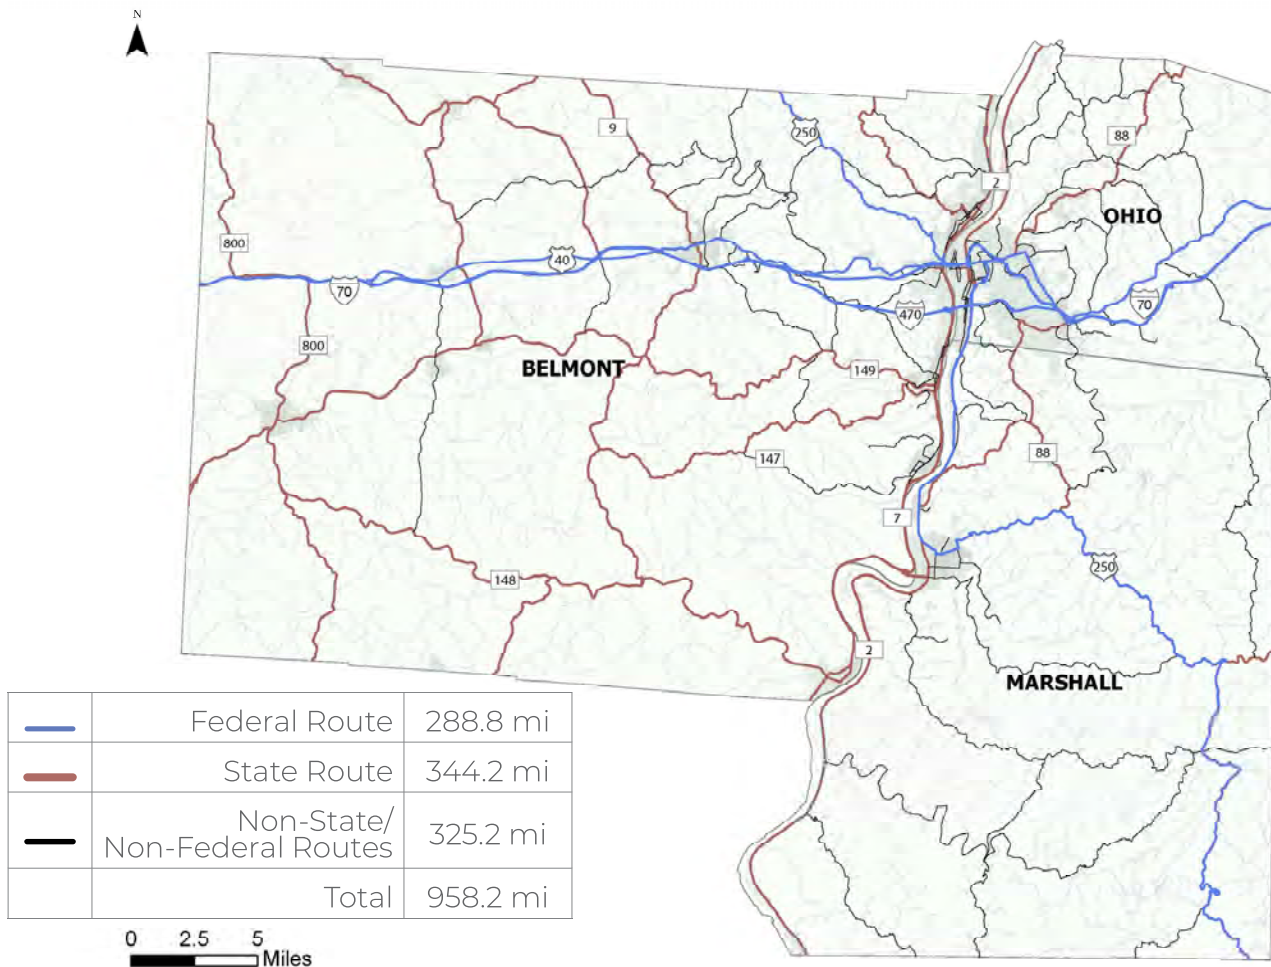 N
9
250
88
2
OHIO
800
40
70
70
470
800
BELMONT
149
147
88
7
250
148
2
MARSHALL
Federal Route 288.8 mi
State Route 344.2 mi
Non-State/
Non-Federal Routes 325.2 mi
Total 958.2 mi
0 2.5 5
Miles